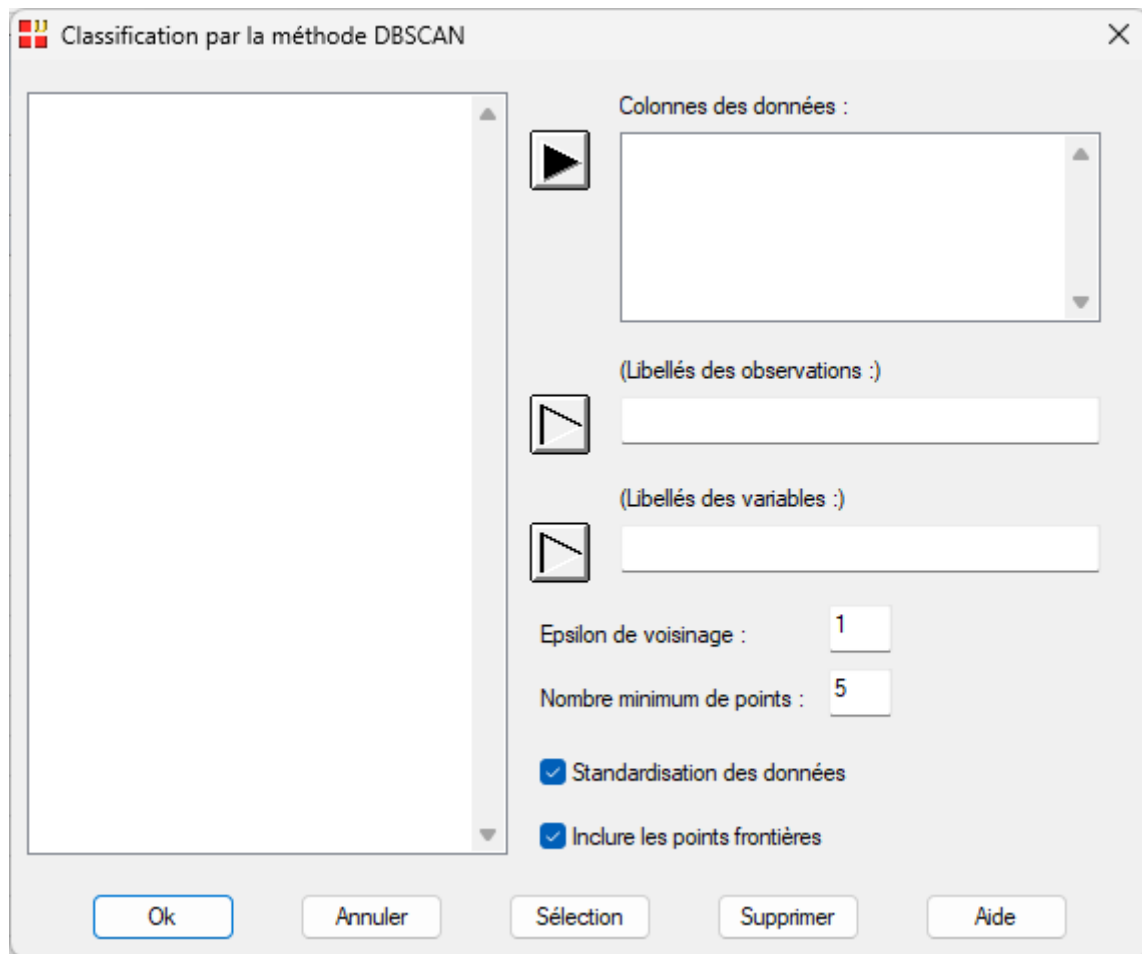 Classification par la méthode DBSCAN
Colonnes des données :
(Libellés des observations :)
(Libellés des variables :)
Epsilon de voisinage : 1
Nombre minimum de points : 5
Standardisation des données
Inclure les points frontières
Ok Annuler Sélection Supprimer Aide